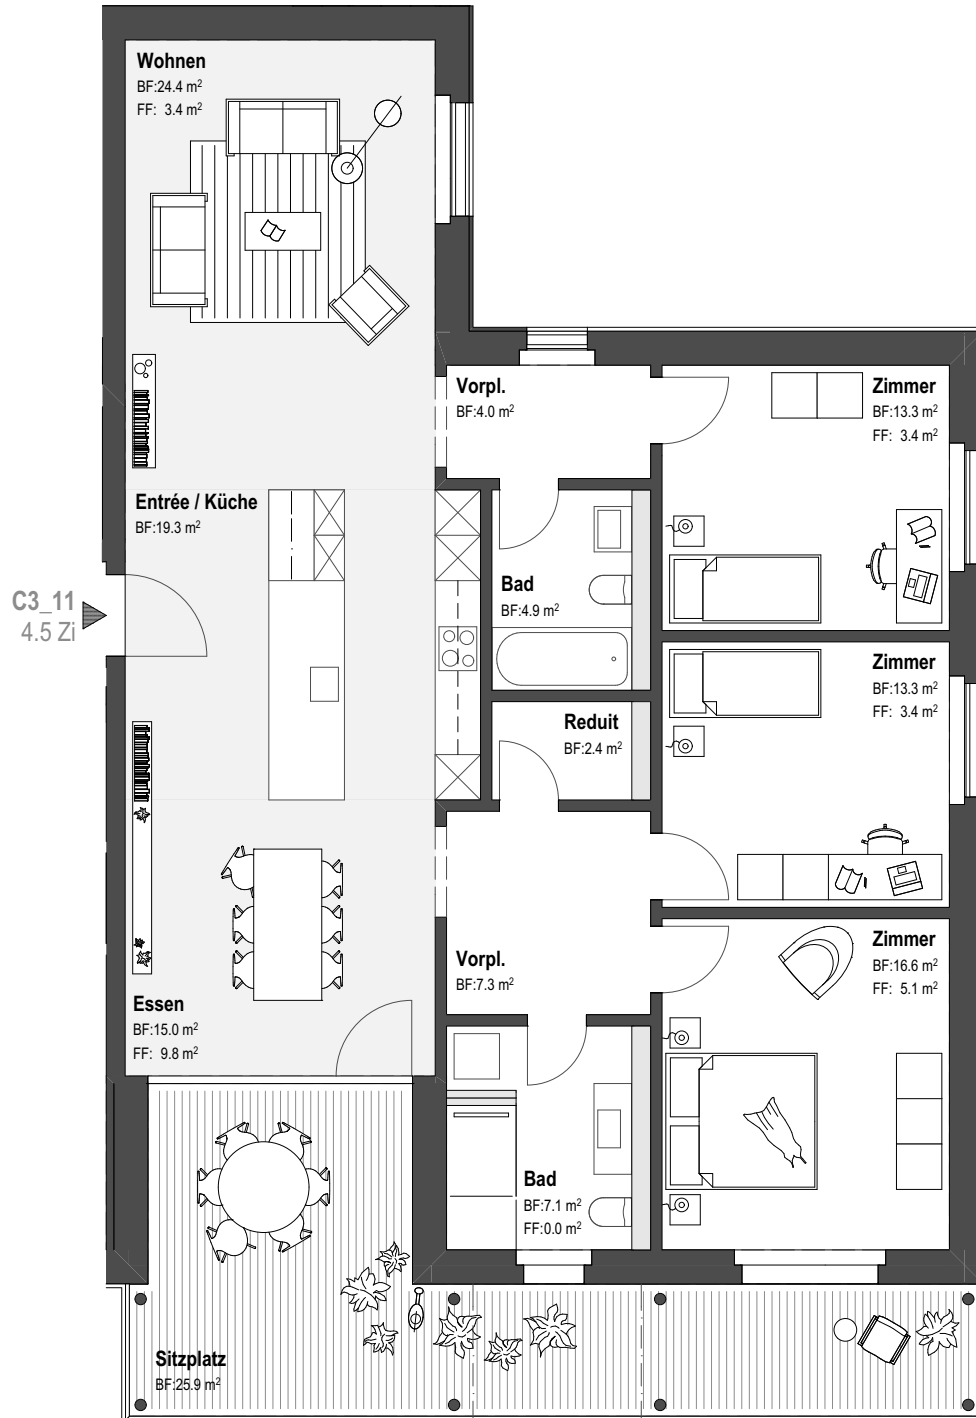 Wohnen
BF:24.4 m²
FF: 3.4 m²
Vorpl.
BF:4.0 m²
Zimmer
BF:13.3 m²
FF: 3.4 m²
Entrée / Küche
BF:19.3 m²
C3_11
4.5 Zi
Bad
BF:4.9 m²
Zimmer
BF:13.3 m²
FF: 3.4 m²
Reduit
BF:2.4 m²
Vorpl.
BF:7.3 m²
Zimmer
BF:16.6 m²
FF: 5.1 m²
Essen
BF:15.0 m²
FF: 9.8 m²
Bad
BF:7.1 m²
FF:0.0 m²
Sitzplatz
BF:25.9 m²